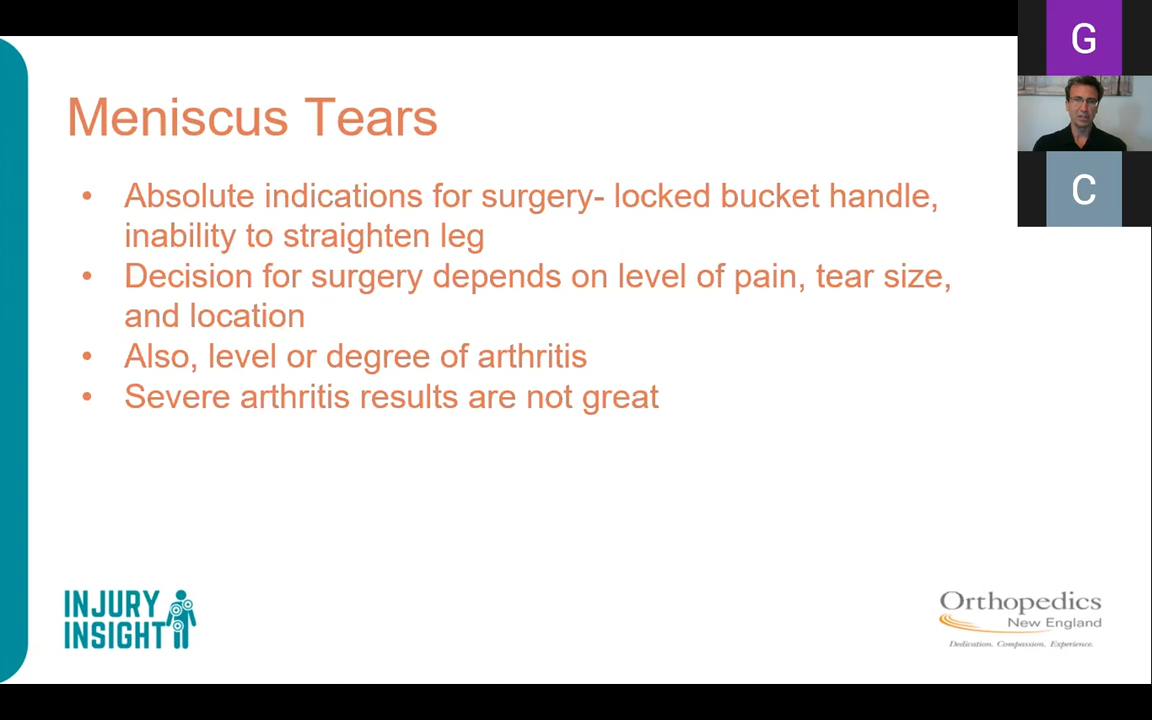 G
C
Meniscus Tears
• Absolute indications for surgery- locked bucket handle,
inability to straighten leg
• Decision for surgery depends on level of pain, tear size,
and location
• Also, level or degree of arthritis
• Severe arthritis results are not great
INJURY
INSIGHT
Orthopedics
New England
Dedication. Compassion. Experience.